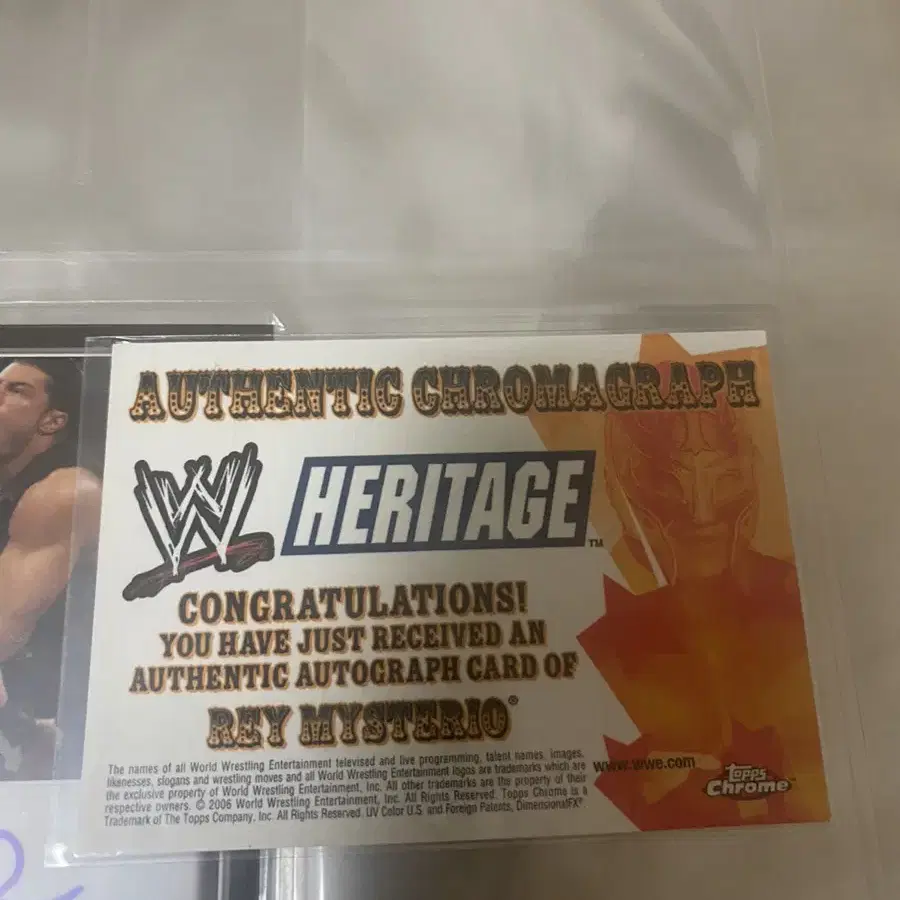 AUTHENTIC CHROMAGRAPH
W
HERITAGE™
CONGRATULATIONS!
YOU HAVE JUST RECEIVED AN
AUTHENTIC AUTOGRAPH CARD OF
REY MYSTERIO®
The names of all World Wrestling Entertainment televised and live programming, talent names, images,
likenesses, slogans and wrestling moves and all World Wrestling Entertainment logos are trademarks which are
the exclusive property of World Wrestling Entertainment, Inc. All other trademarks are the property of their
respective owners. © 2006 World Wrestling Entertainment, Inc. All Rights Reserved. Topps Chrome is a
Trademark of The Topps Company, Inc. All Rights Reserved. UV Color U.S. and Foreign Patents, DimensionalFX®
www.wwe.com
topps
Chrome™